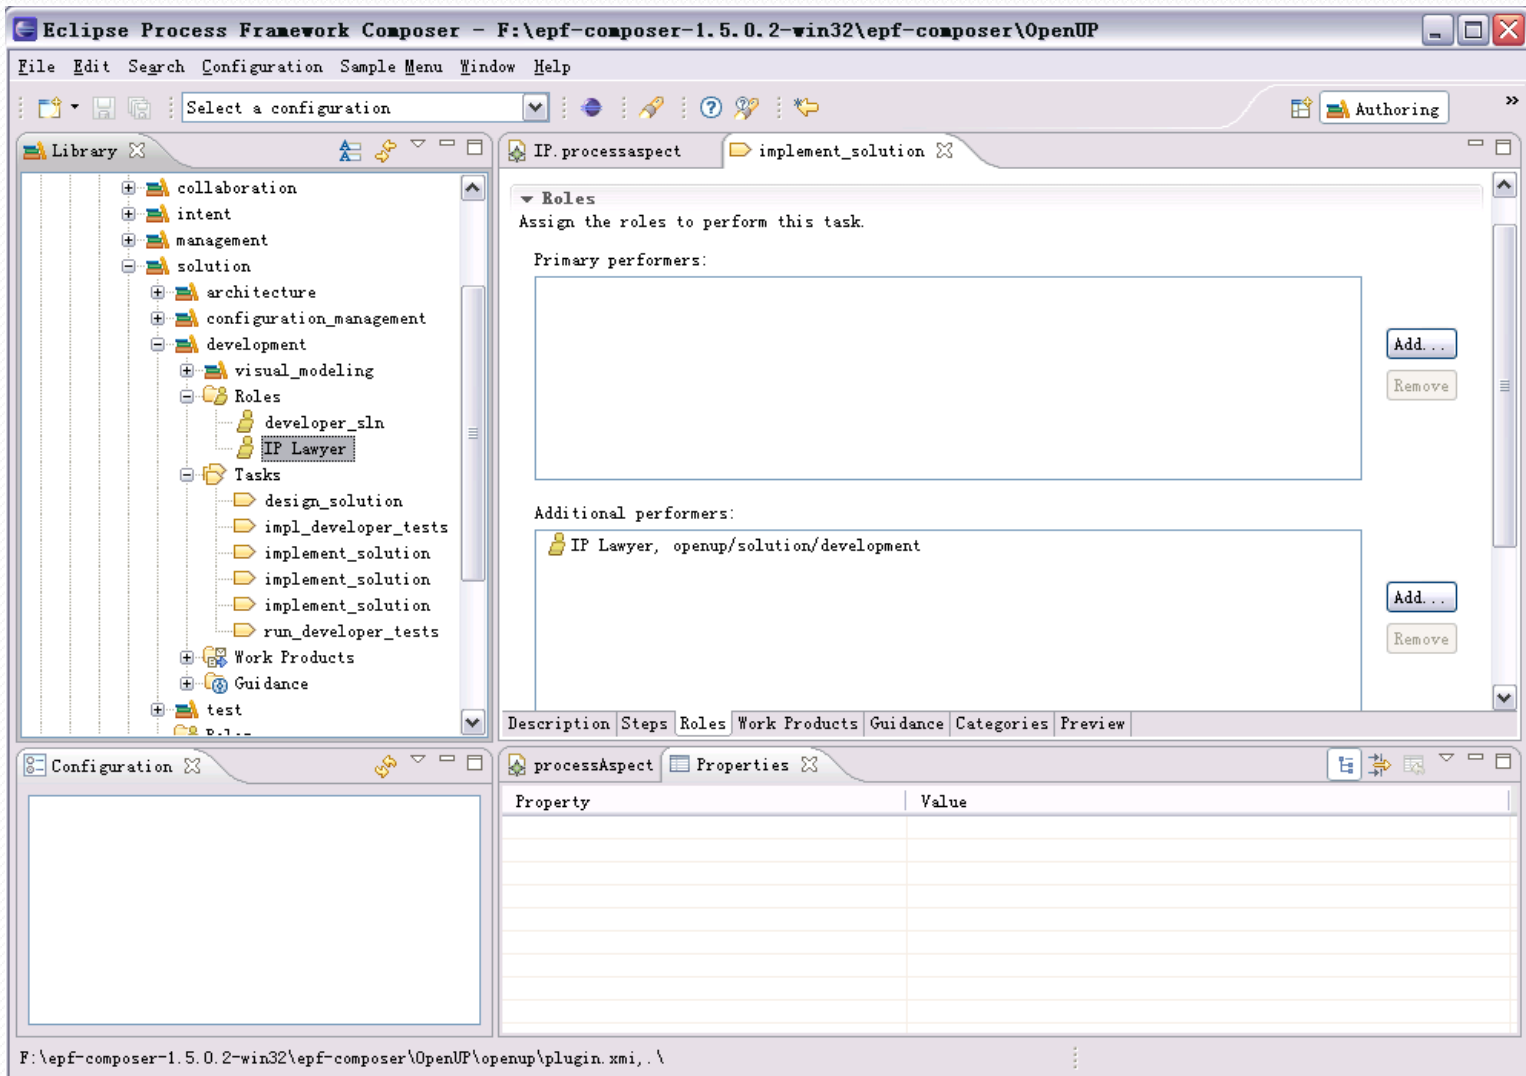 Eclipse Process Framework Composer - F:\epf-composer-1.5.0.2-win32\epf-composer\OpenUP
File Edit Search Configuration Sample Menu Window Help
Select a configuration
Authoring
Library
collaboration
intent
management
solution
architecture
configuration_management
development
visual_modeling
Roles
developer_sln
IP Lawyer
Tasks
design_solution
impl_developer_tests
implement_solution
implement_solution
implement_solution
run_developer_tests
Work Products
Guidance
test
IP.processaspect implement_solution
Roles
Assign the roles to perform this task.
Primary performers:
Add...
Remove
Additional performers:
IP Lawyer, openup/solution/development
Add...
Remove
Description Steps Roles Work Products Guidance Categories Preview
Configuration
processAspect Properties
Property Value
F:\epf-composer-1.5.0.2-win32\epf-composer\OpenUP\openup\plugin.xmi,.\